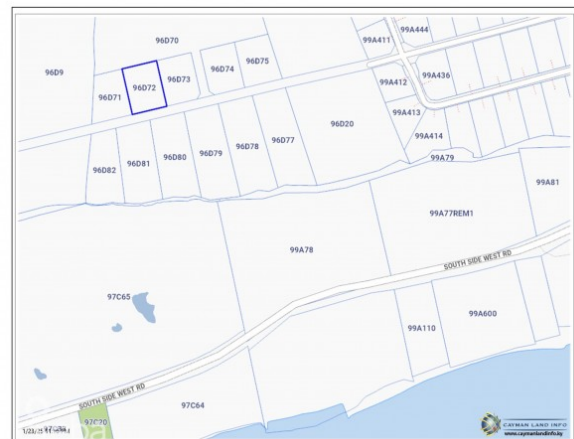 96D70
99A411
99A444
96D9
96D74
96D75
96D73
96D72
96D71
99A412
99A436
99A413
99A414
96D20
96D77
96D78
96D79
96D80
96D81
96D82
99A79
99A81
99A77REM1
99A78
SOUTH SIDE WEST RD
97C65
99A600
99A110
SOUTH SIDE WEST RD
97C64
97C70
CAYMAN LAND INFO
www.caymanlandinfo.ky